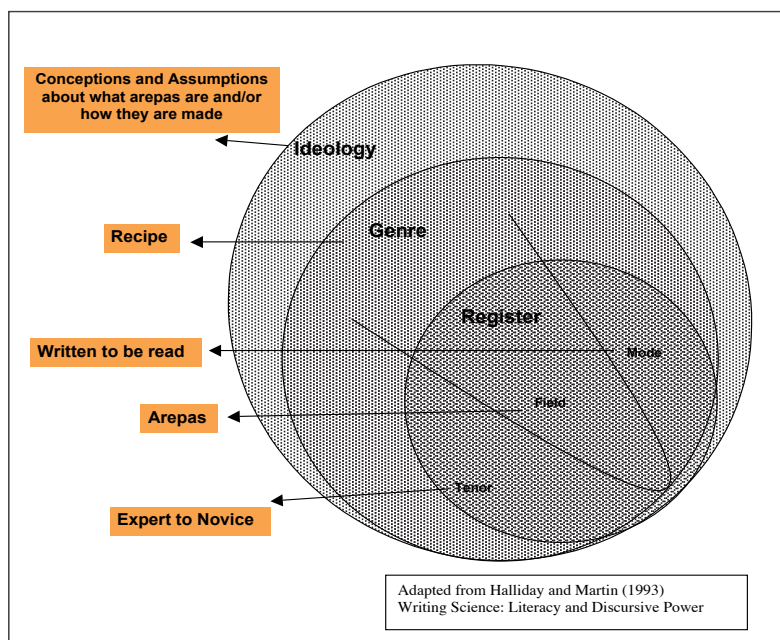 Conceptions and Assumptions
about what arepas are and/or
how they are made
Ideology
Recipe
Genre
Register
Written to be read
Mode
Arepas
Field
Tenor
Expert to Novice
Adapted from Halliday and Martin (1993)
Writing Science: Literacy and Discursive Power